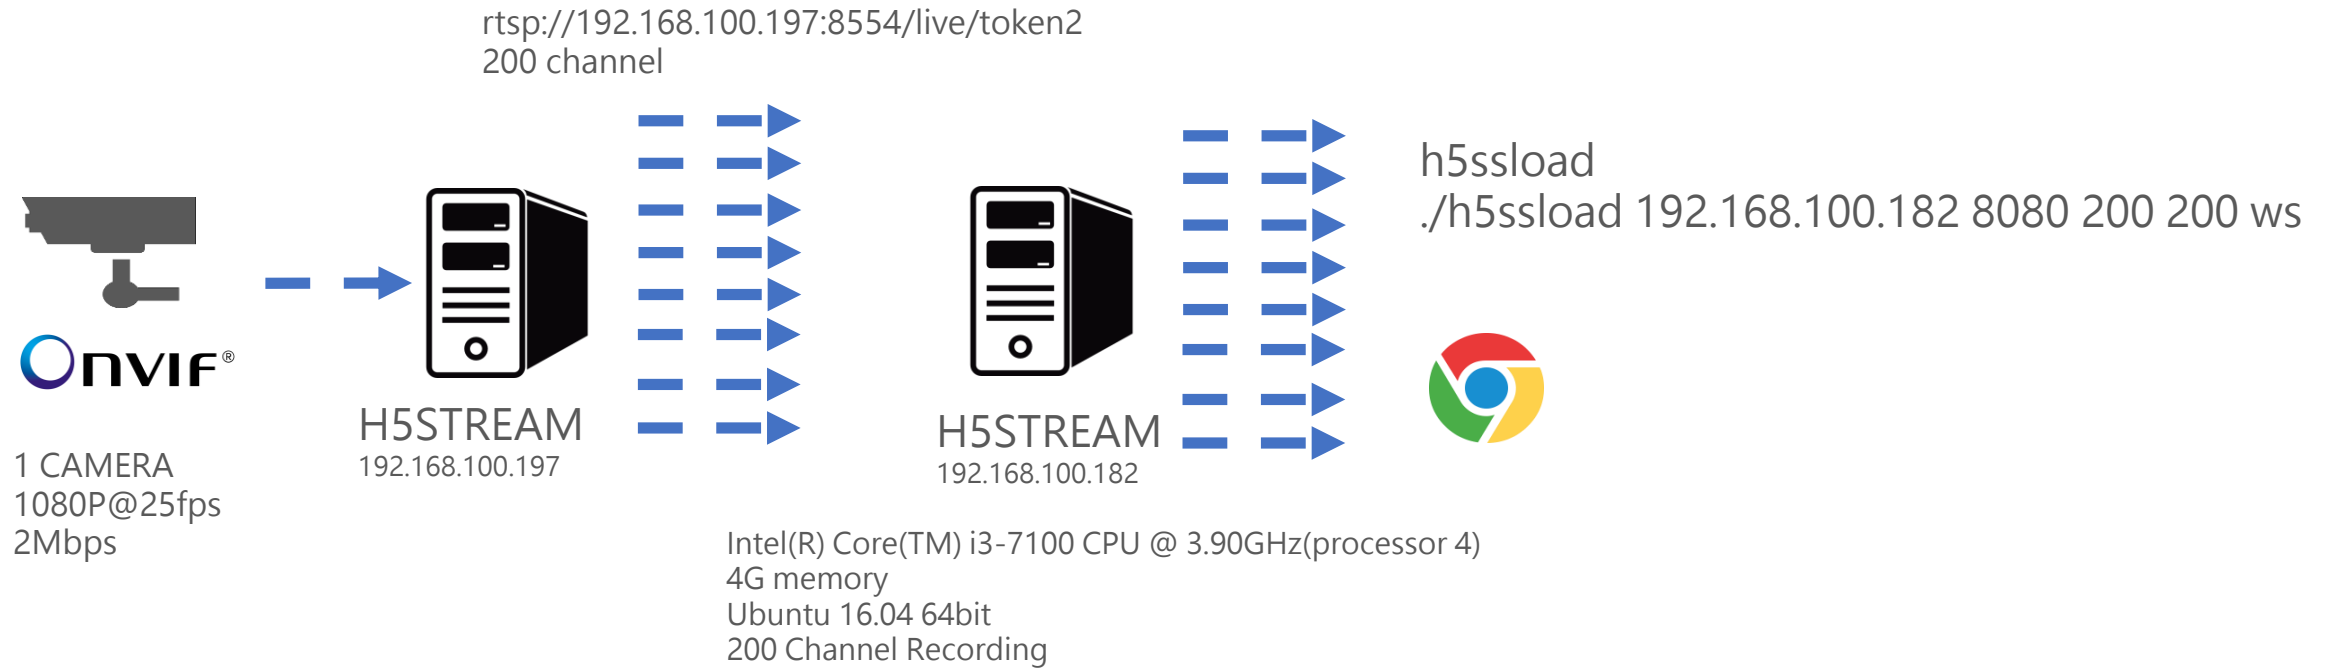 rtsp://192.168.100.197:8554/live/token2
200 channel
h5ssload
./h5ssload 192.168.100.182 8080 200 200 ws
ONVIF®
1 CAMERA
1080P@25fps
2Mbps
H5STREAM
192.168.100.197
H5STREAM
192.168.100.182
Intel(R) Core(TM) i3-7100 CPU @ 3.90GHz(processor 4)
4G memory
Ubuntu 16.04 64bit
200 Channel Recording